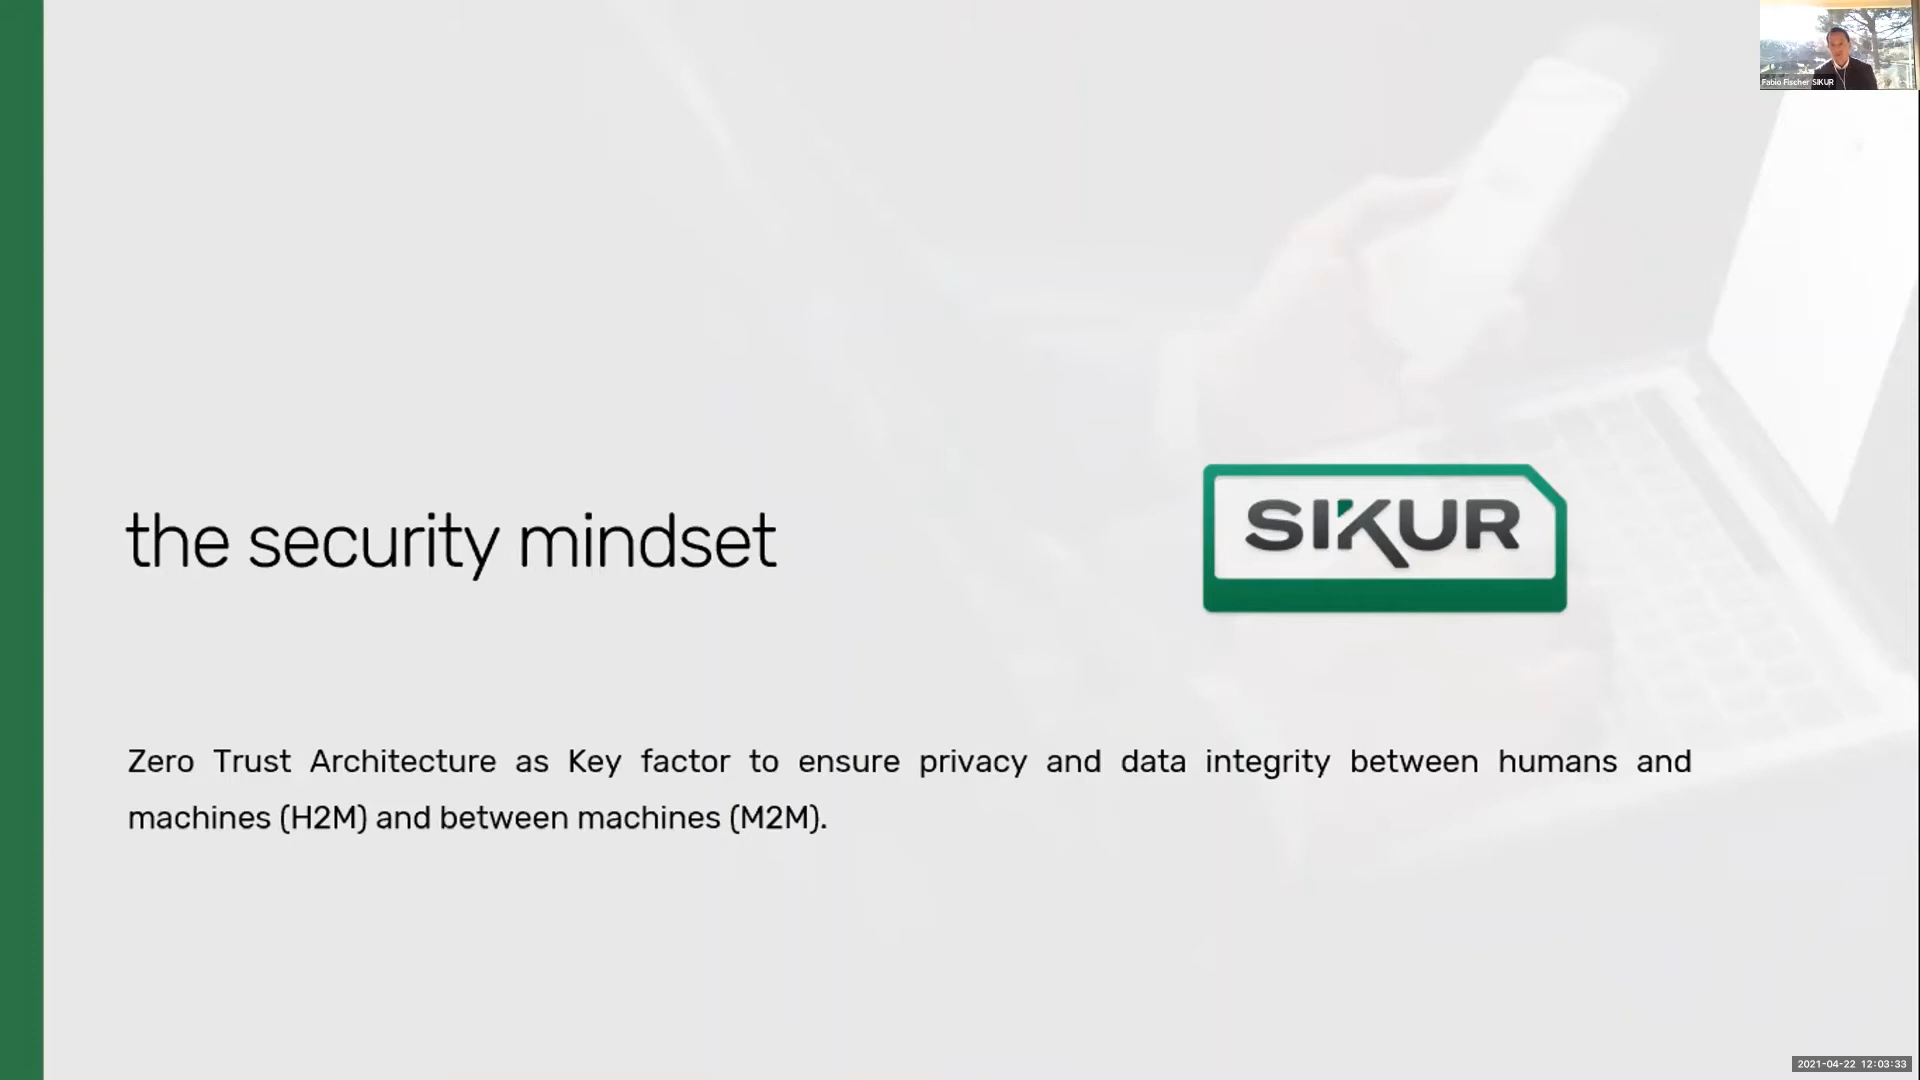 Fabio Fischer SIKUR
the security mindset
SIKUR
Zero Trust Architecture as Key factor to ensure privacy and data integrity between humans and
machines (H2M) and between machines (M2M).
2021-04-22 12:03:33